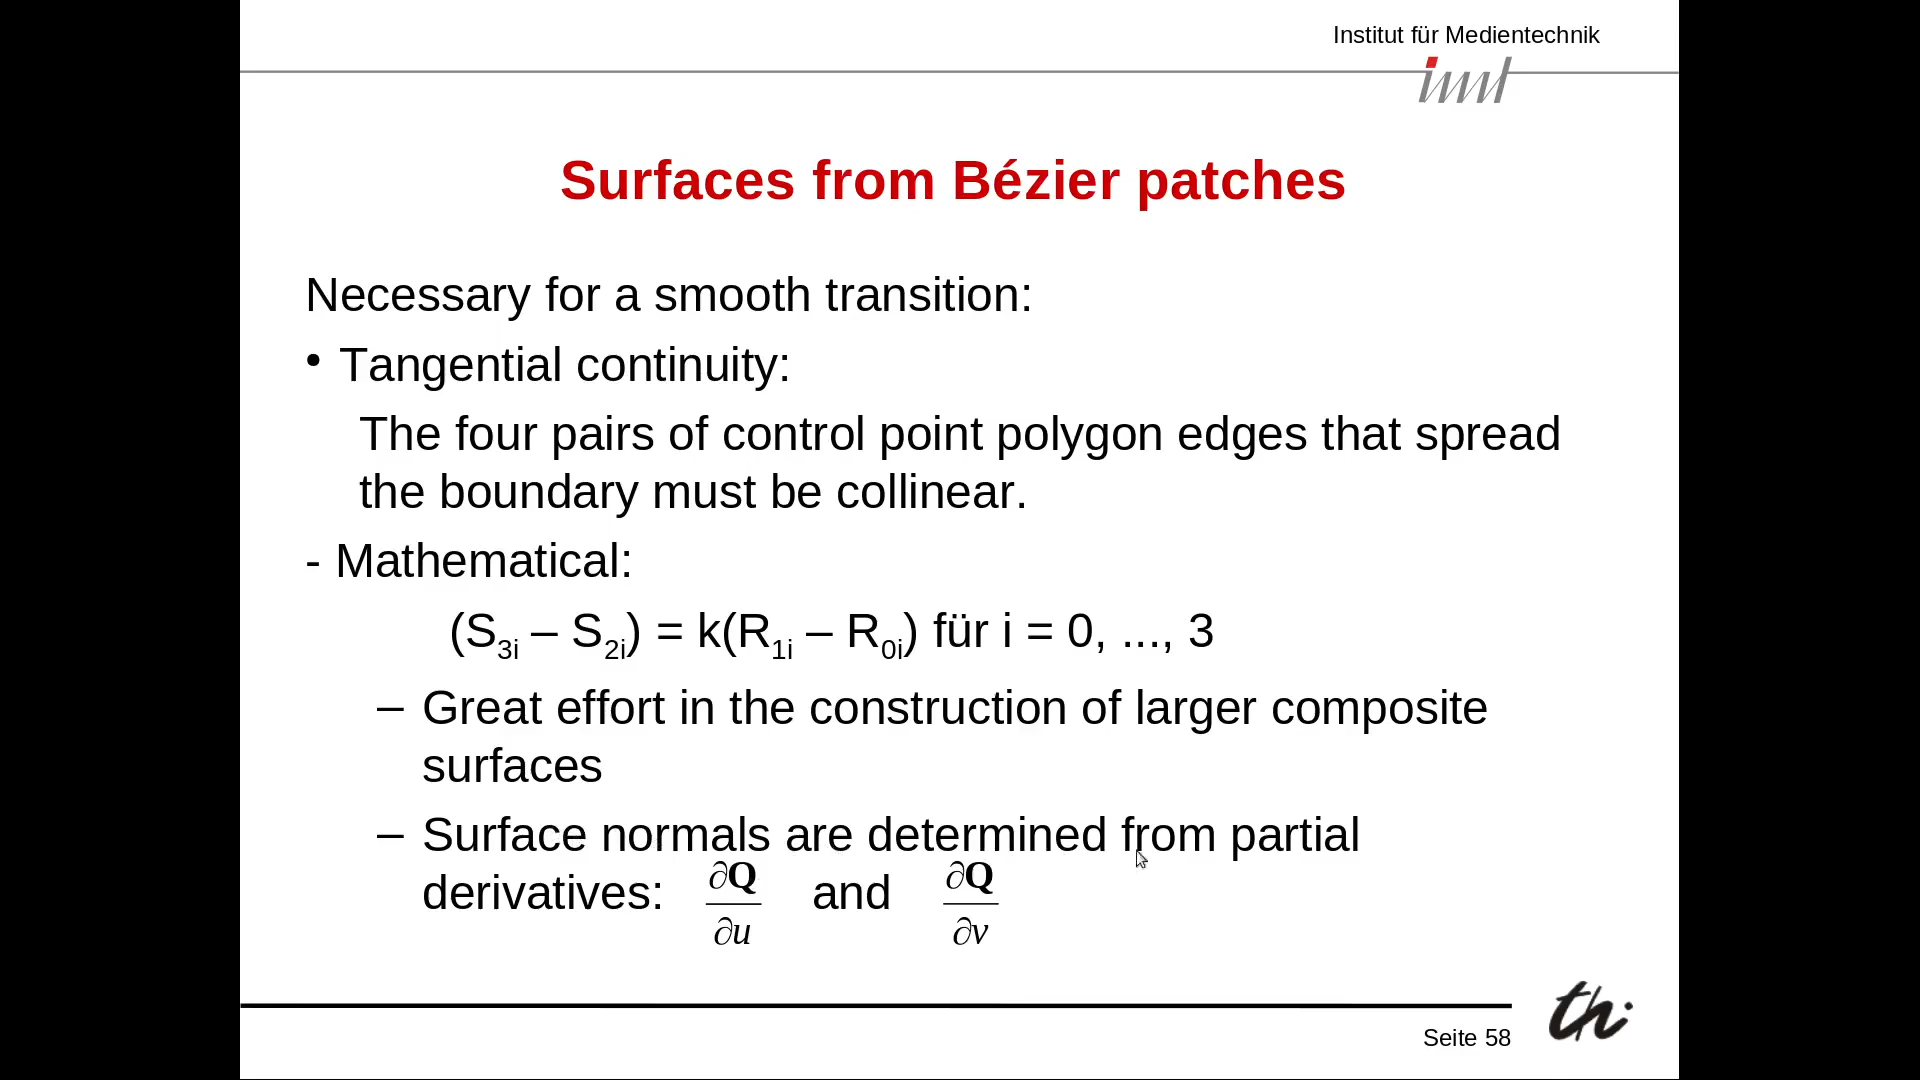 Institut für Medientechnik
imt
Surfaces from Bézier patches
Necessary for a smooth transition:
• Tangential continuity:
The four pairs of control point polygon edges that spread
the boundary must be collinear.
- Mathematical:
(S₃ᵢ – S₂ᵢ) = k(R₁ᵢ – R₀ᵢ) für i = 0, ..., 3
– Great effort in the construction of larger composite
surfaces
– Surface normals are determined from partial
derivatives: ∂Q/∂u and ∂Q/∂v
th
Seite 58